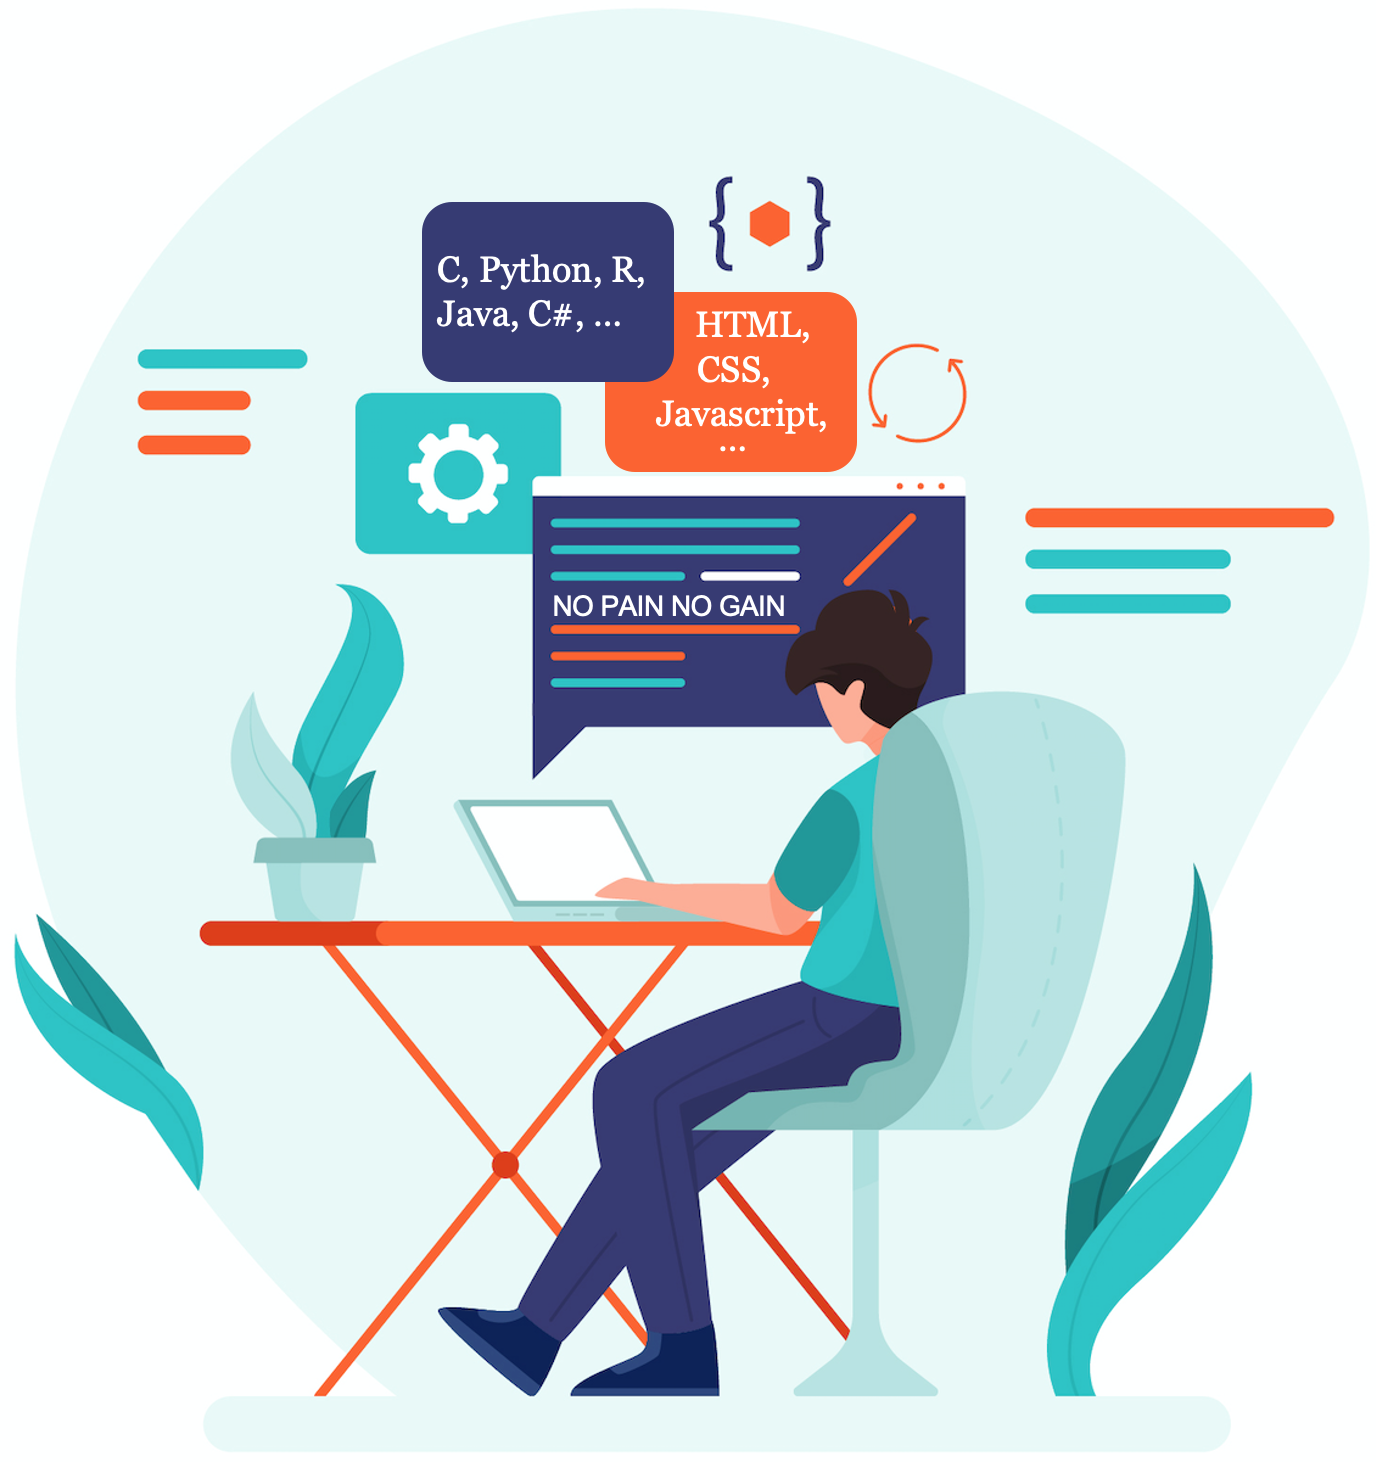 C, Python, R,
Java, C#, ...
HTML,
CSS,
Javascript,
...
NO PAIN NO GAIN